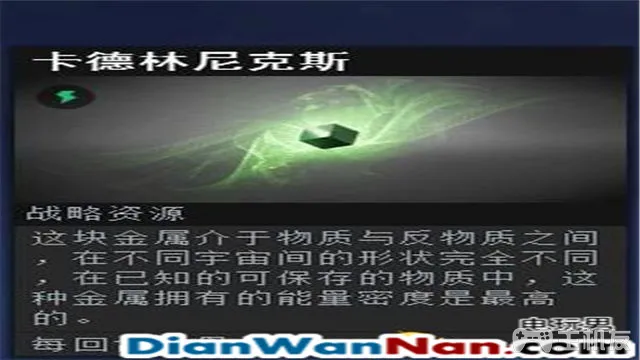 卡德林尼克斯
战略资源
这块金属介于物质与反物质之间
，在不同宇宙间的形状完全不同
，在已知的可保存的物质中，这
种金属拥有的能量密度是最高
的。
每回
电玩男
DianWanNan.com